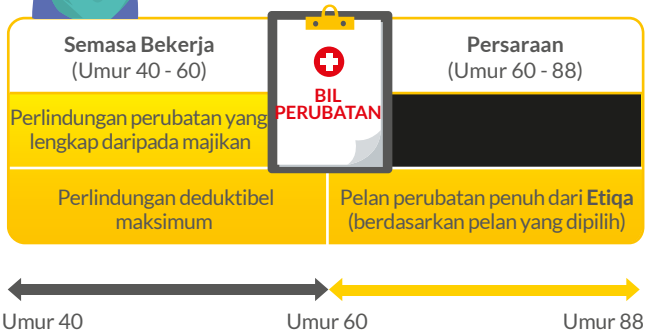 Semasa Bekerja
(Umur 40 - 60)
BIL
PERUBATAN
Persaraan
(Umur 60 - 88)
Perlindungan perubatan yang
lengkap daripada majikan
Perlindungan deduktibel
maksimum
Pelan perubatan penuh dari Etiqa
(berdasarkan pelan yang dipilih)
Umur 40
Umur 60
Umur 88